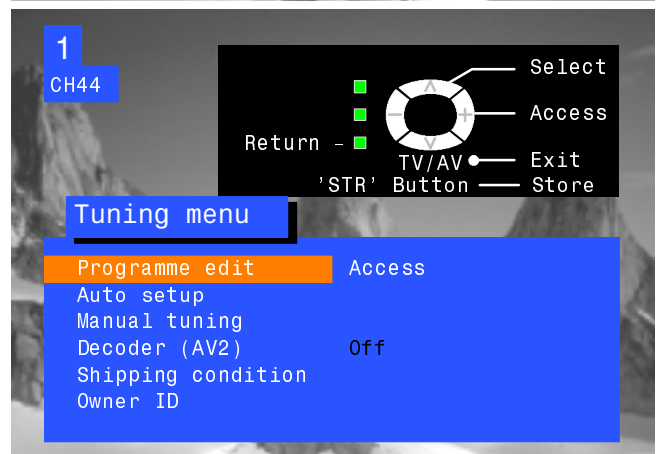 1
CH44
Select
Access
Return –
TV/AV Exit
'STR' Button Store
Tuning menu
Programme edit Access
Auto setup
Manual tuning
Decoder (AV2) Off
Shipping condition
Owner ID